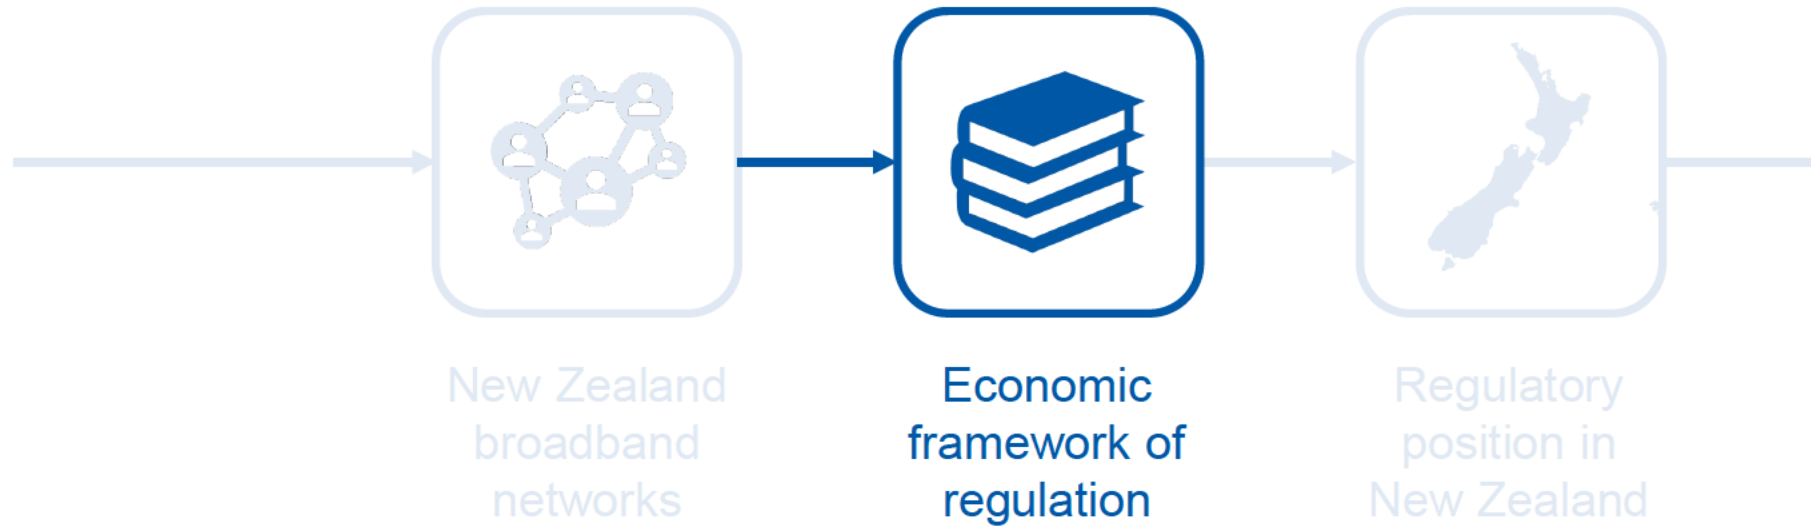 New Zealand
broadband
networks
Economic
framework of
regulation
Regulatory
position in
New Zealand